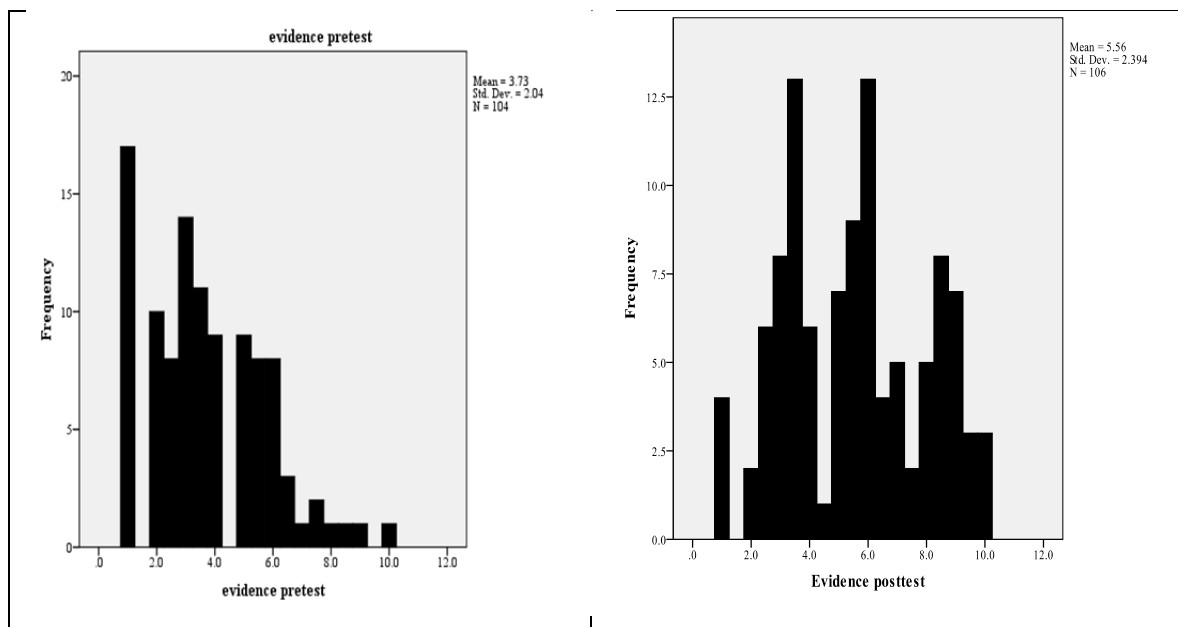 evidence pretest
Mean = 3.73
Std. Dev. = 2.04
N = 104
Frequency
20
15
10
5
0
.0 2.0 4.0 6.0 8.0 10.0 12.0
evidence pretest
Mean = 5.56
Std. Dev. = 2.394
N = 106
Frequency
12.5
10.0
7.5
5.0
2.5
0.0
.0 2.0 4.0 6.0 8.0 10.0 12.0
Evidence posttest